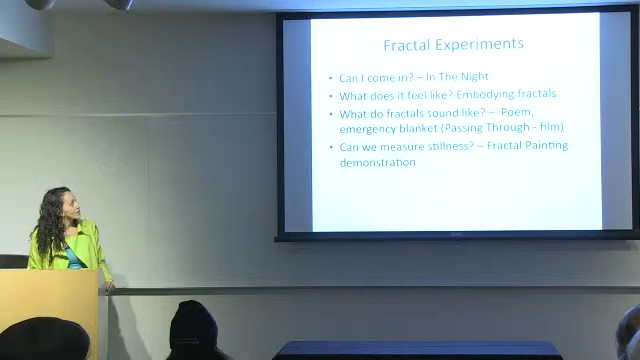 Fractal Experiments
• Can I come in? – In The Night
• What does it feel like? Embodying fractals
• What do fractals sound like? – Poem,
emergency blanket (Passing Through - film)
• Can we measure stillness? – Fractal Painting
demonstration